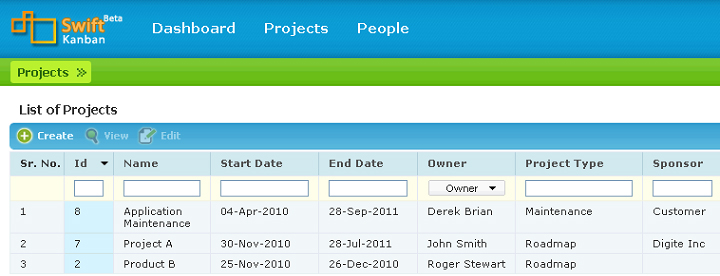 Swift Beta
Kanban
Dashboard Projects People
Projects »
List of Projects
Create View Edit
Sr. No. Id Name Start Date End Date Owner Project Type Sponsor
Owner
1 8 Application Maintenance 04-Apr-2010 28-Sep-2011 Derek Brian Maintenance Customer
2 7 Project A 30-Nov-2010 28-Jul-2011 John Smith Roadmap Digite Inc
3 2 Product B 25-Nov-2010 26-Dec-2010 Roger Stewart Roadmap